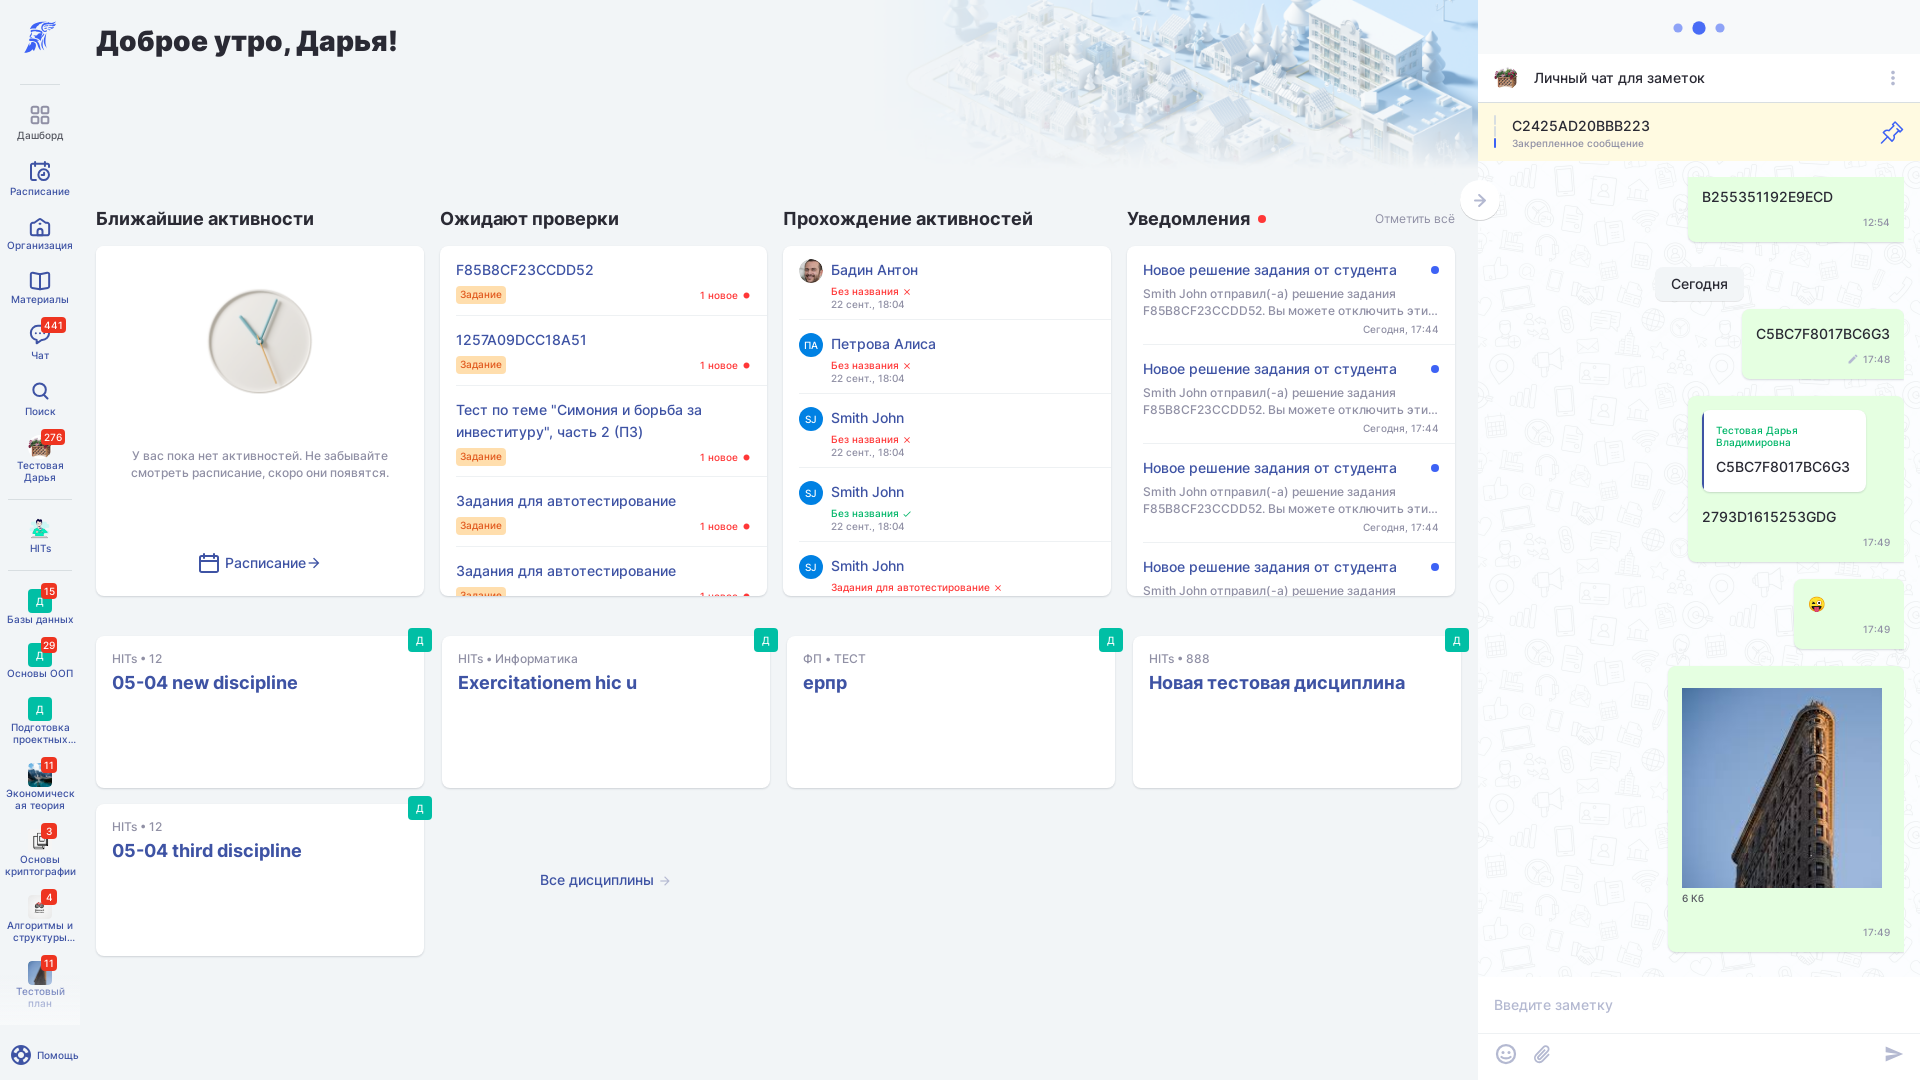 Доброе утро, Дарья!
Дашборд
Расписание
Организация
Материалы
441
Чат
Поиск
276
Тестовая
Дарья
HITs
15
Д
Базы данных
29
Д
Основы ООП
Д
Подготовка
проектных...
11
Экономическ
ая теория
3
Основы
криптографии
4
Алгоритмы и
структуры...
11
Тестовый
план
Помощь
Ближайшие активности
У вас пока нет активностей. Не забывайте
смотреть расписание, скоро они появятся.
Расписание
Ожидают проверки
F85B8CF23CCDD52
Задание
1 новое
1257A09DCC18A51
Задание
1 новое
Тест по теме "Симония и борьба за
инвеституру", часть 2 (ПЗ)
Задание
1 новое
Задания для автотестирование
Задание
1 новое
Задания для автотестирование
Задание
1 новое
Прохождение активностей
Бадин Антон
Без названия
22 сент., 18:04
ПА
Петрова Алиса
Без названия
22 сент., 18:04
SJ
Smith John
Без названия
22 сент., 18:04
SJ
Smith John
Без названия
22 сент., 18:04
SJ
Smith John
Задания для автотестирование
Уведомления
Отметить всё
Новое решение задания от студента
Smith John отправил(-а) решение задания
F85B8CF23CCDD52. Вы можете отключить эти...
Сегодня, 17:44
Новое решение задания от студента
Smith John отправил(-а) решение задания
F85B8CF23CCDD52. Вы можете отключить эти...
Сегодня, 17:44
Новое решение задания от студента
Smith John отправил(-а) решение задания
F85B8CF23CCDD52. Вы можете отключить эти...
Сегодня, 17:44
Новое решение задания от студента
Smith John отправил(-а) решение задания
Д
HITs • 12
05-04 new discipline
Д
HITs • Информатика
Exercitationem hic u
Д
ФП • ТЕСТ
ерпр
Д
HITs • 888
Новая тестовая дисциплина
Д
HITs • 12
05-04 third discipline
Все дисциплины
Личный чат для заметок
C2425AD20BBB223
Закрепленное сообщение
B255351192E9ECD
12:54
Сегодня
C5BC7F8017BC6G3
17:48
Тестовая Дарья
Владимировна
C5BC7F8017BC6G3
2793D1615253GDG
17:49
17:49
6 Кб
17:49
Введите заметку